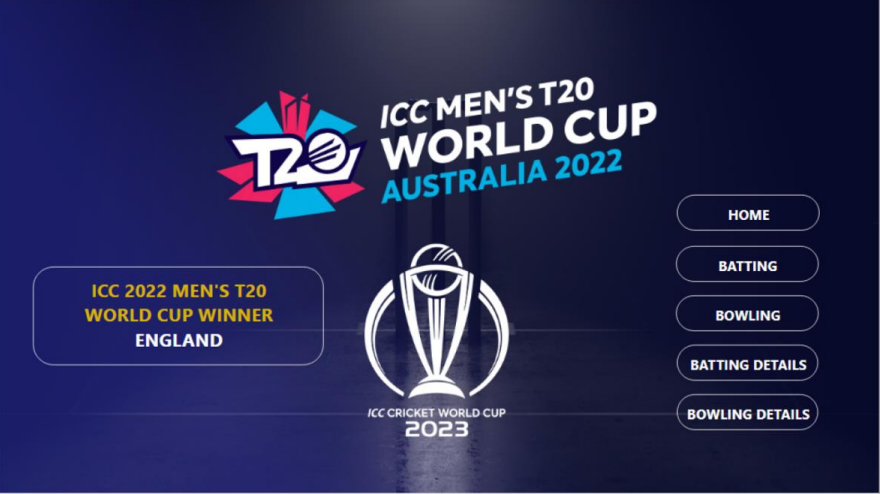 ICC MEN'S T20
WORLD CUP
AUSTRALIA 2022
T20
HOME
BATTING
BOWLING
BATTING DETAILS
BOWLING DETAILS
ICC 2022 MEN'S T20
WORLD CUP WINNER
ENGLAND
ICC CRICKET WORLD CUP
2023